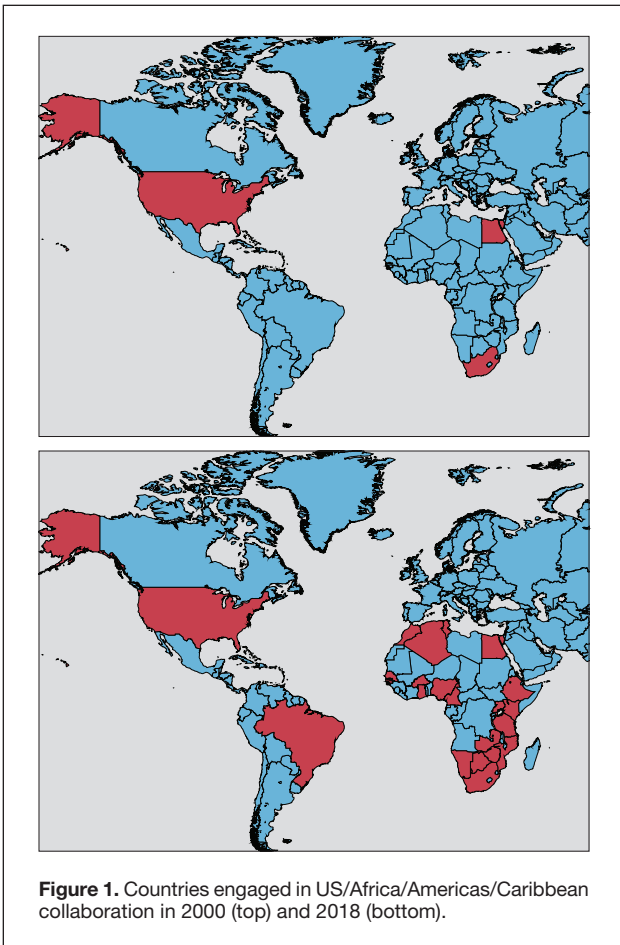 Figure 1. Countries engaged in US/Africa/Americas/Caribbean
collaboration in 2000 (top) and 2018 (bottom).